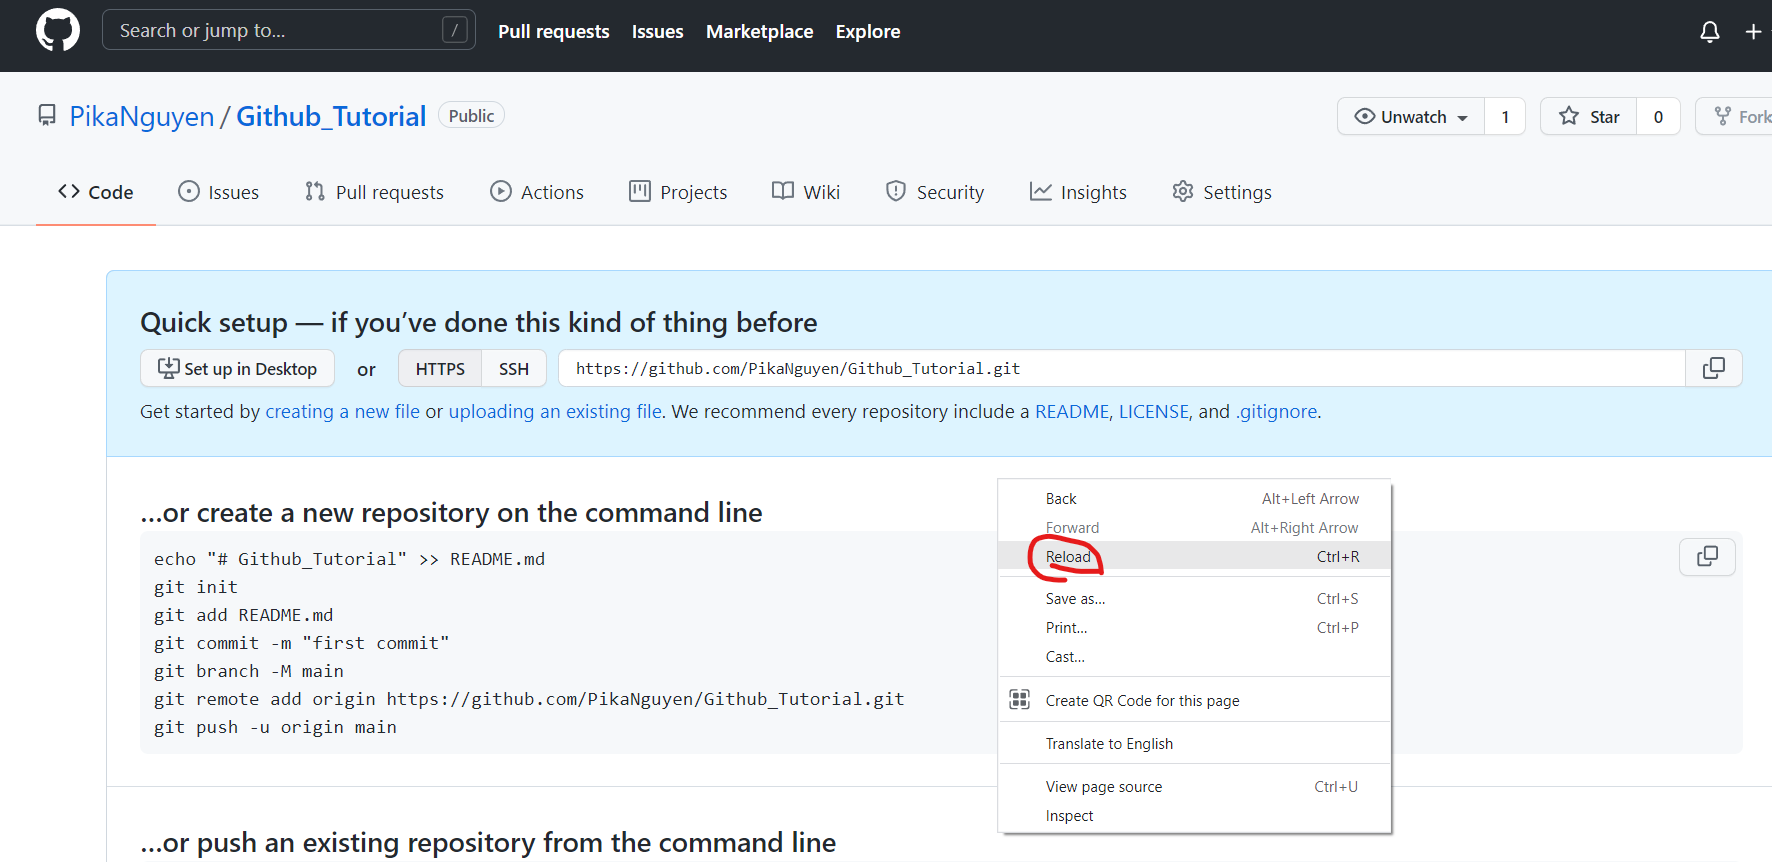 Search or jump to... /
Pull requests Issues Marketplace Explore
PikaNguyen / Github_Tutorial Public
Unwatch 1 Star 0 Fork
Code Issues Pull requests Actions Projects Wiki Security Insights Settings
Quick setup — if you’ve done this kind of thing before
Set up in Desktop or HTTPS SSH https://github.com/PikaNguyen/Github_Tutorial.git
Get started by creating a new file or uploading an existing file. We recommend every repository include a README, LICENSE, and .gitignore.
…or create a new repository on the command line
echo "# Github_Tutorial" >> README.md
git init
git add README.md
git commit -m "first commit"
git branch -M main
git remote add origin https://github.com/PikaNguyen/Github_Tutorial.git
git push -u origin main
…or push an existing repository from the command line
Back Alt+Left Arrow
Forward Alt+Right Arrow
Reload Ctrl+R
Save as... Ctrl+S
Print... Ctrl+P
Cast...
Create QR Code for this page
Translate to English
View page source Ctrl+U
Inspect